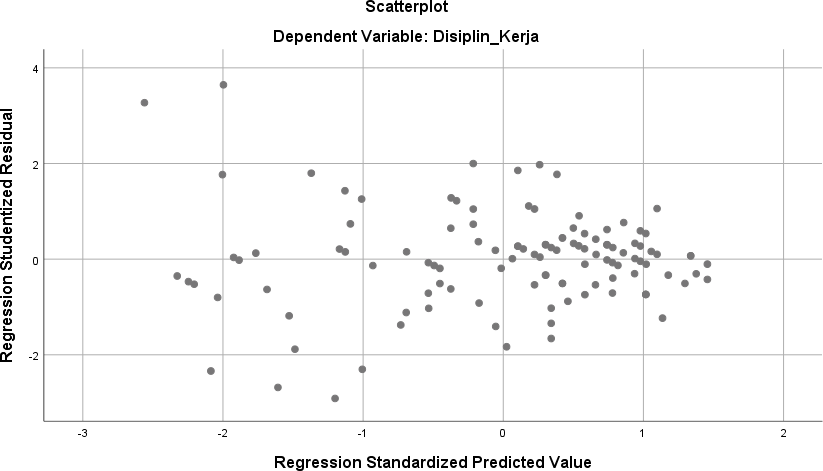 Scatterplot
Dependent Variable: Disiplin_Kerja
Regression Studentized Residual
4
2
0
-2
-3
-2
-1
0
1
2
Regression Standardized Predicted Value